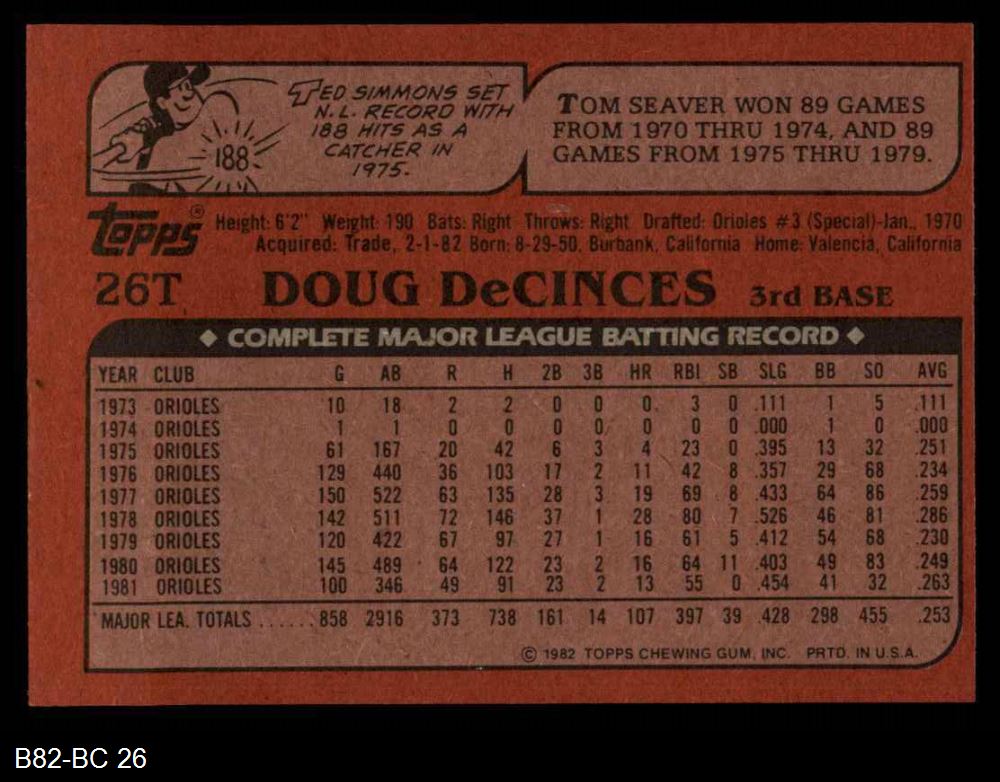 TED SIMMONS SET
N.L. RECORD WITH
188 HITS AS A
CATCHER IN
1975.
188
TOM SEAVER WON 89 GAMES
FROM 1970 THRU 1974, AND 89
GAMES FROM 1975 THRU 1979.
Topps®
Height: 6'2" Weight: 190 Bats: Right Throws: Right Drafted: Orioles #3 (Special)-Jan., 1970
Acquired: Trade, 2-1-82 Born: 8-29-50, Burbank, California Home: Valencia, California
26T DOUG DeCINCES 3rd BASE
◆ COMPLETE MAJOR LEAGUE BATTING RECORD ◆
YEAR CLUB G AB R H 2B 3B HR RBI SB SLG BB SO AVG
1973 ORIOLES 10 18 2 2 0 0 0 3 0 .111 1 5 .111
1974 ORIOLES 1 1 0 0 0 0 0 0 0 .000 1 0 .000
1975 ORIOLES 61 167 20 42 6 3 4 23 0 .395 13 32 .251
1976 ORIOLES 129 440 36 103 17 2 11 42 8 .357 29 68 .234
1977 ORIOLES 150 522 63 135 28 3 19 69 8 .433 64 86 .259
1978 ORIOLES 142 511 72 146 37 1 28 80 7 .526 46 81 .286
1979 ORIOLES 120 422 67 97 27 1 16 61 5 .412 54 68 .230
1980 ORIOLES 145 489 64 122 23 2 16 64 11 .403 49 83 .249
1981 ORIOLES 100 346 49 91 23 2 13 55 0 .454 41 32 .263
MAJOR LEA. TOTALS ...... 858 2916 373 738 161 14 107 397 39 .428 298 455 .253
© 1982 TOPPS CHEWING GUM, INC. PRTD. IN U.S.A.
B82-BC 26